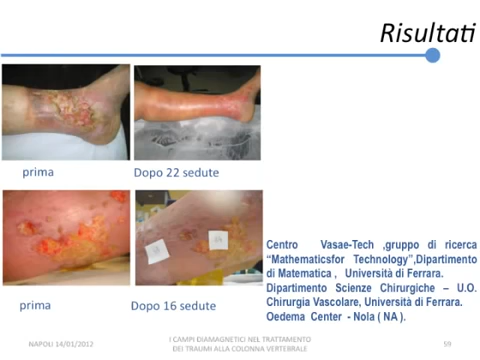 Risultati
prima
Dopo 22 sedute
prima
Dopo 16 sedute
Centro Vasae-Tech ,gruppo di ricerca
“Mathematicsfor Technology”,Dipartimento
di Matematica , Università di Ferrara.
Dipartimento Scienze Chirurgiche – U.O.
Chirurgia Vascolare, Università di Ferrara.
Oedema Center - Nola ( NA ).
NAPOLI 14/01/2012
I CAMPI DIAMAGNETICI NEL TRATTAMENTO
DEI TRAUMI ALLA COLONNA VERTEBRALE
59